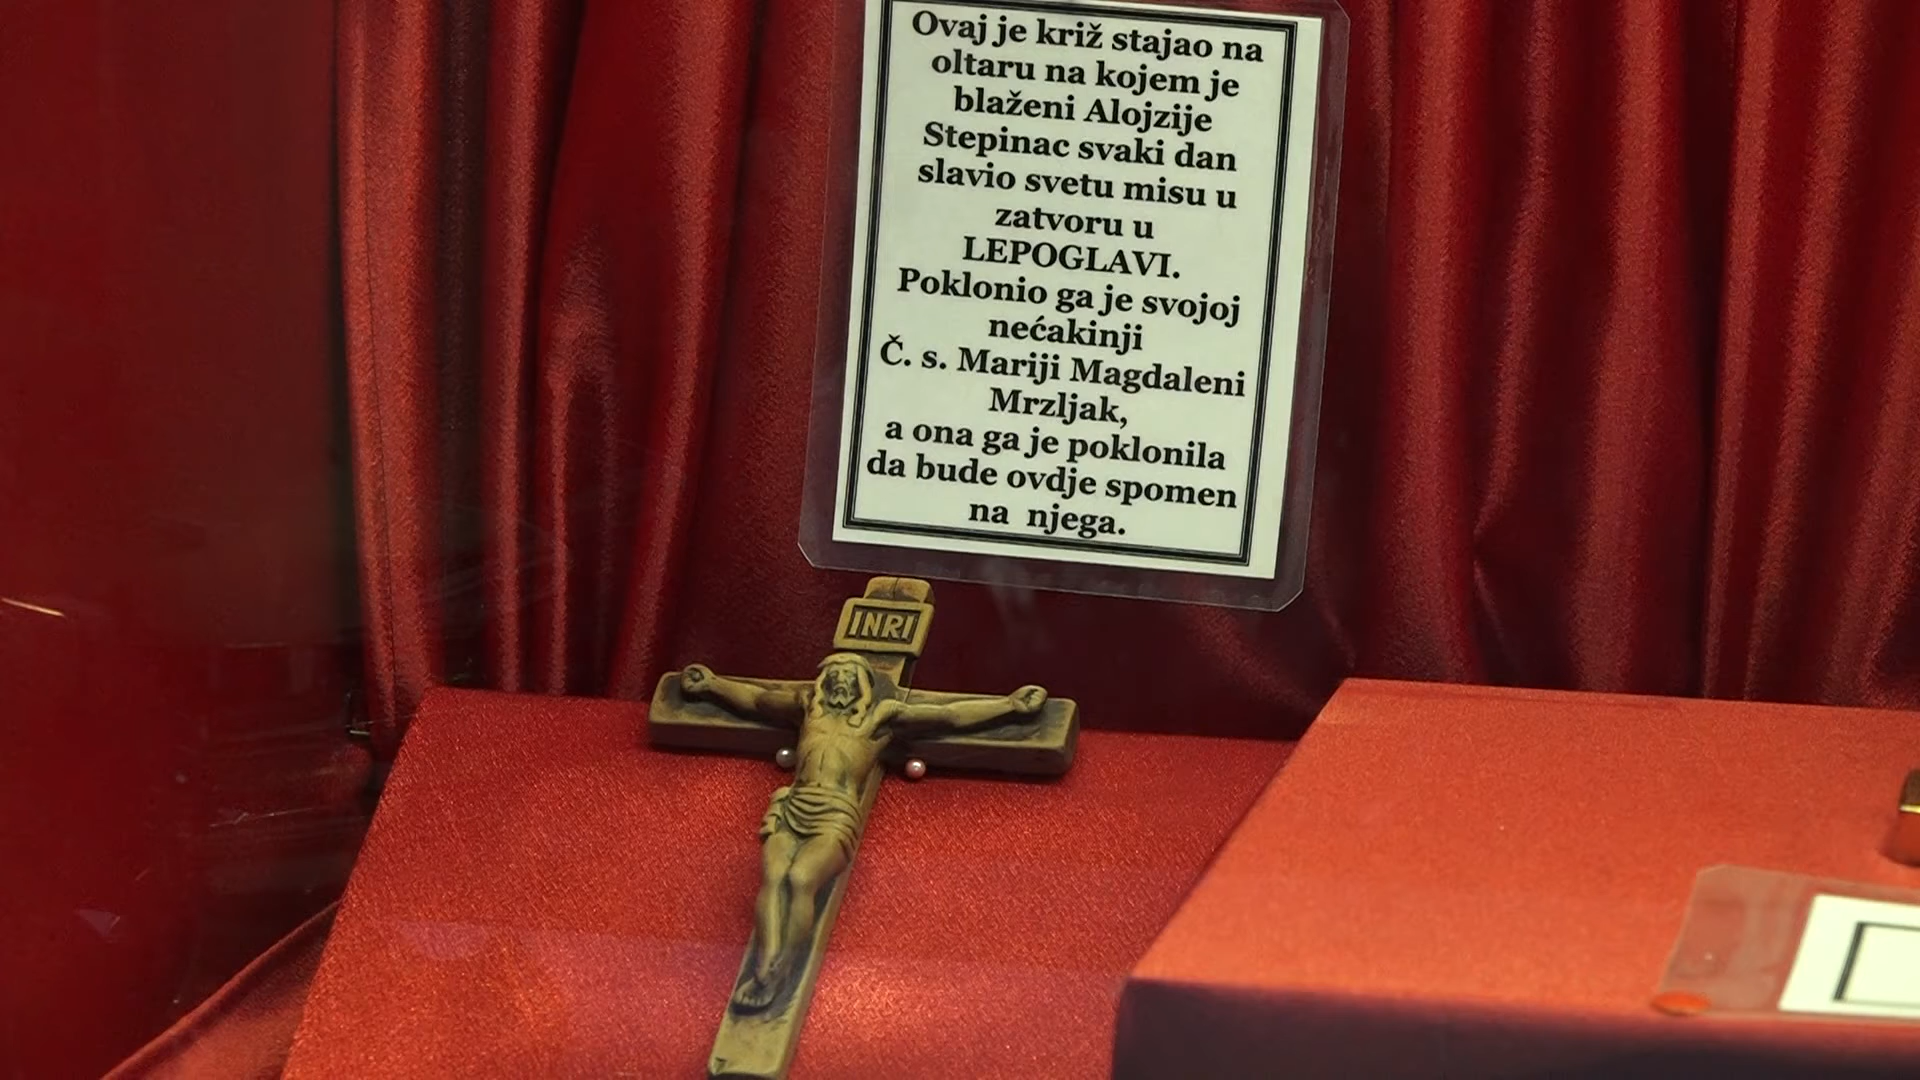 Ovaj je križ stajao na
oltaru na kojem je
blaženi Alojzije
Stepinac svaki dan
slavio svetu misu u
zatvoru u
LEPOGLAVI.
Poklonio ga je svojoj
nećakinji
Č. s. Mariji Magdaleni
Mrzljak,
a ona ga je poklonila
da bude ovdje spomen
na njega.
INRI